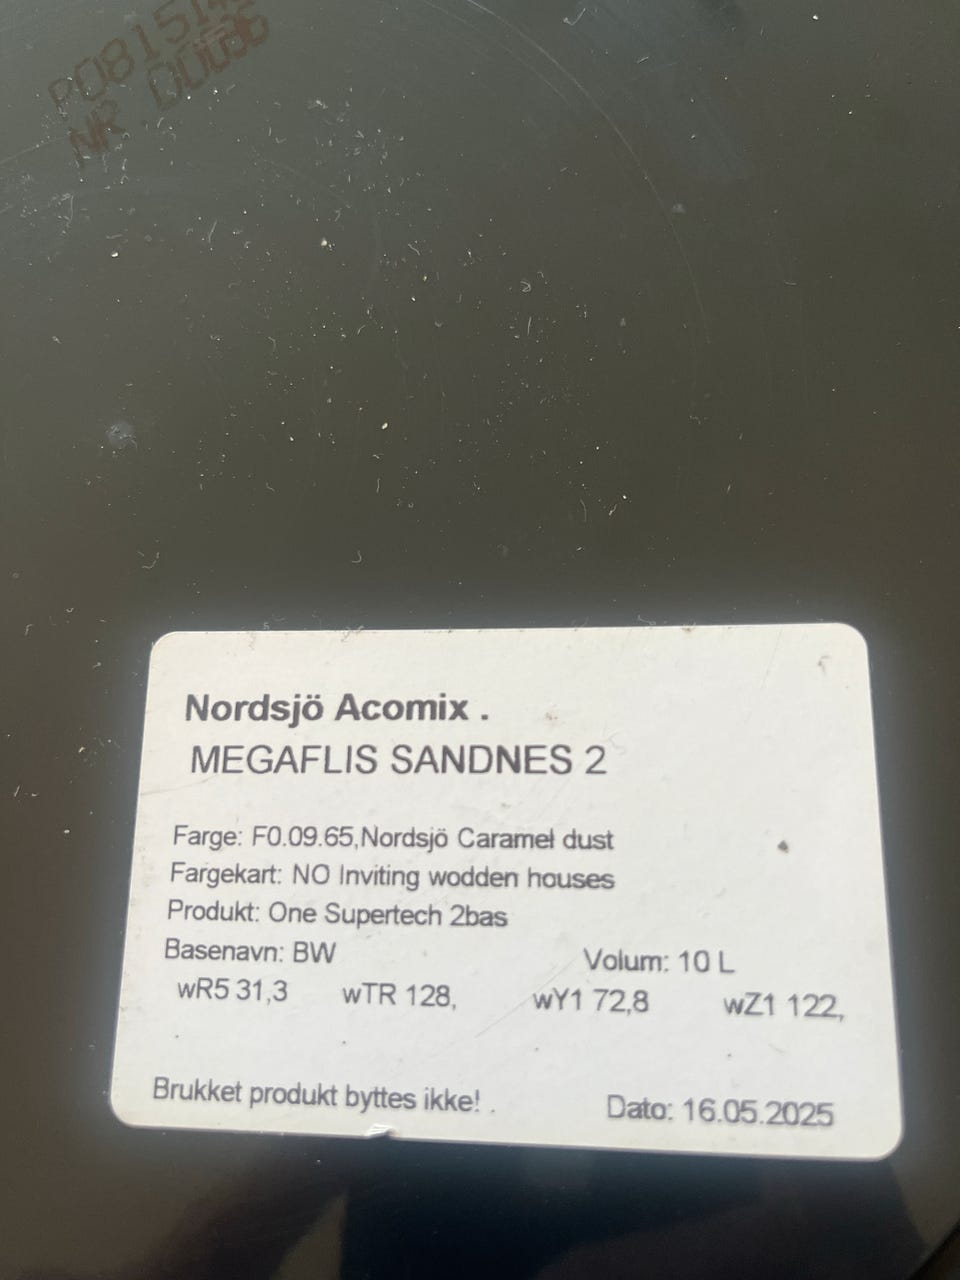 NR 00086
Nordsjö Acomix .
MEGAFLIS SANDNES 2
Farge: F0.09.65,Nordsjö Caramel dust
Fargekart: NO Inviting wodden houses
Produkt: One Supertech 2bas
Basenavn: BW Volum: 10 L
wR5 31,3 wTR 128, wY1 72,8 wZ1 122,
Brukket produkt byttes ikke! .
Dato: 16.05.2025